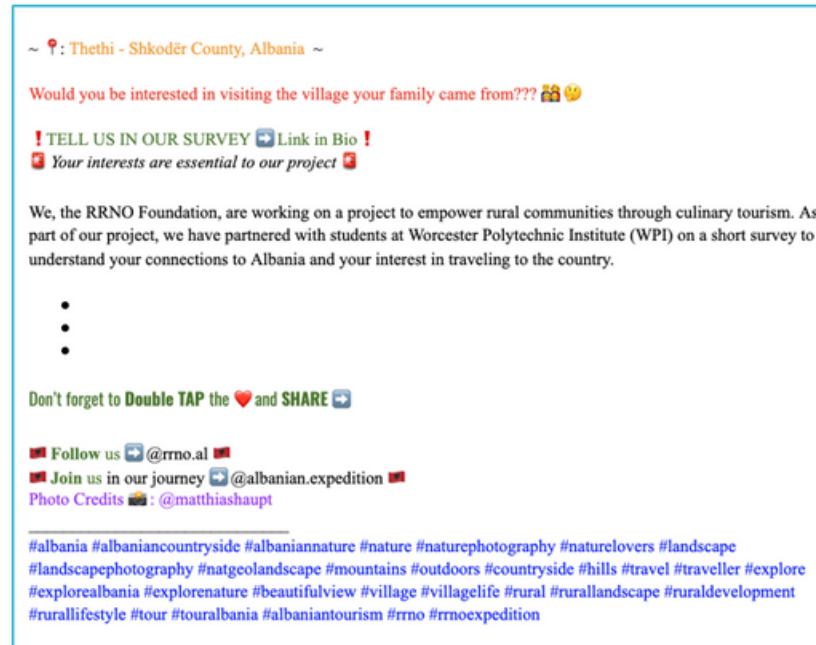 ~ 📍: Thethi - Shkodër County, Albania ~
Would you be interested in visiting the village your family came from??? 👨‍👩‍👧‍👦🤔
❗TELL US IN OUR SURVEY ➡️Link in Bio❗
🚨 Your interests are essential to our project 🚨
We, the RRNO Foundation, are working on a project to empower rural communities through culinary tourism. As
part of our project, we have partnered with students at Worcester Polytechnic Institute (WPI) on a short survey to
understand your connections to Albania and your interest in traveling to the country.
•
•
•
Don't forget to Double TAP the ❤️ and SHARE ➡️
🇦🇱 Follow us ➡️ @rrno.al 🇦🇱
🇦🇱 Join us in our journey ➡️ @albanian.expedition 🇦🇱
Photo Credits 📸: @matthiashaupt
#albania #albaniancountryside #albaniannature #nature #naturephotography #naturelovers #landscape
#landscapephotography #natgeolandscape #mountains #outdoors #countryside #hills #travel #traveller #explore
#explorealbania #explorenature #beautifulview #village #villagelife #rural #rurallandscape #ruraldevelopment
#rurallifestyle #tour #touralbania #albaniantourism #rrno #rrnoexpedition